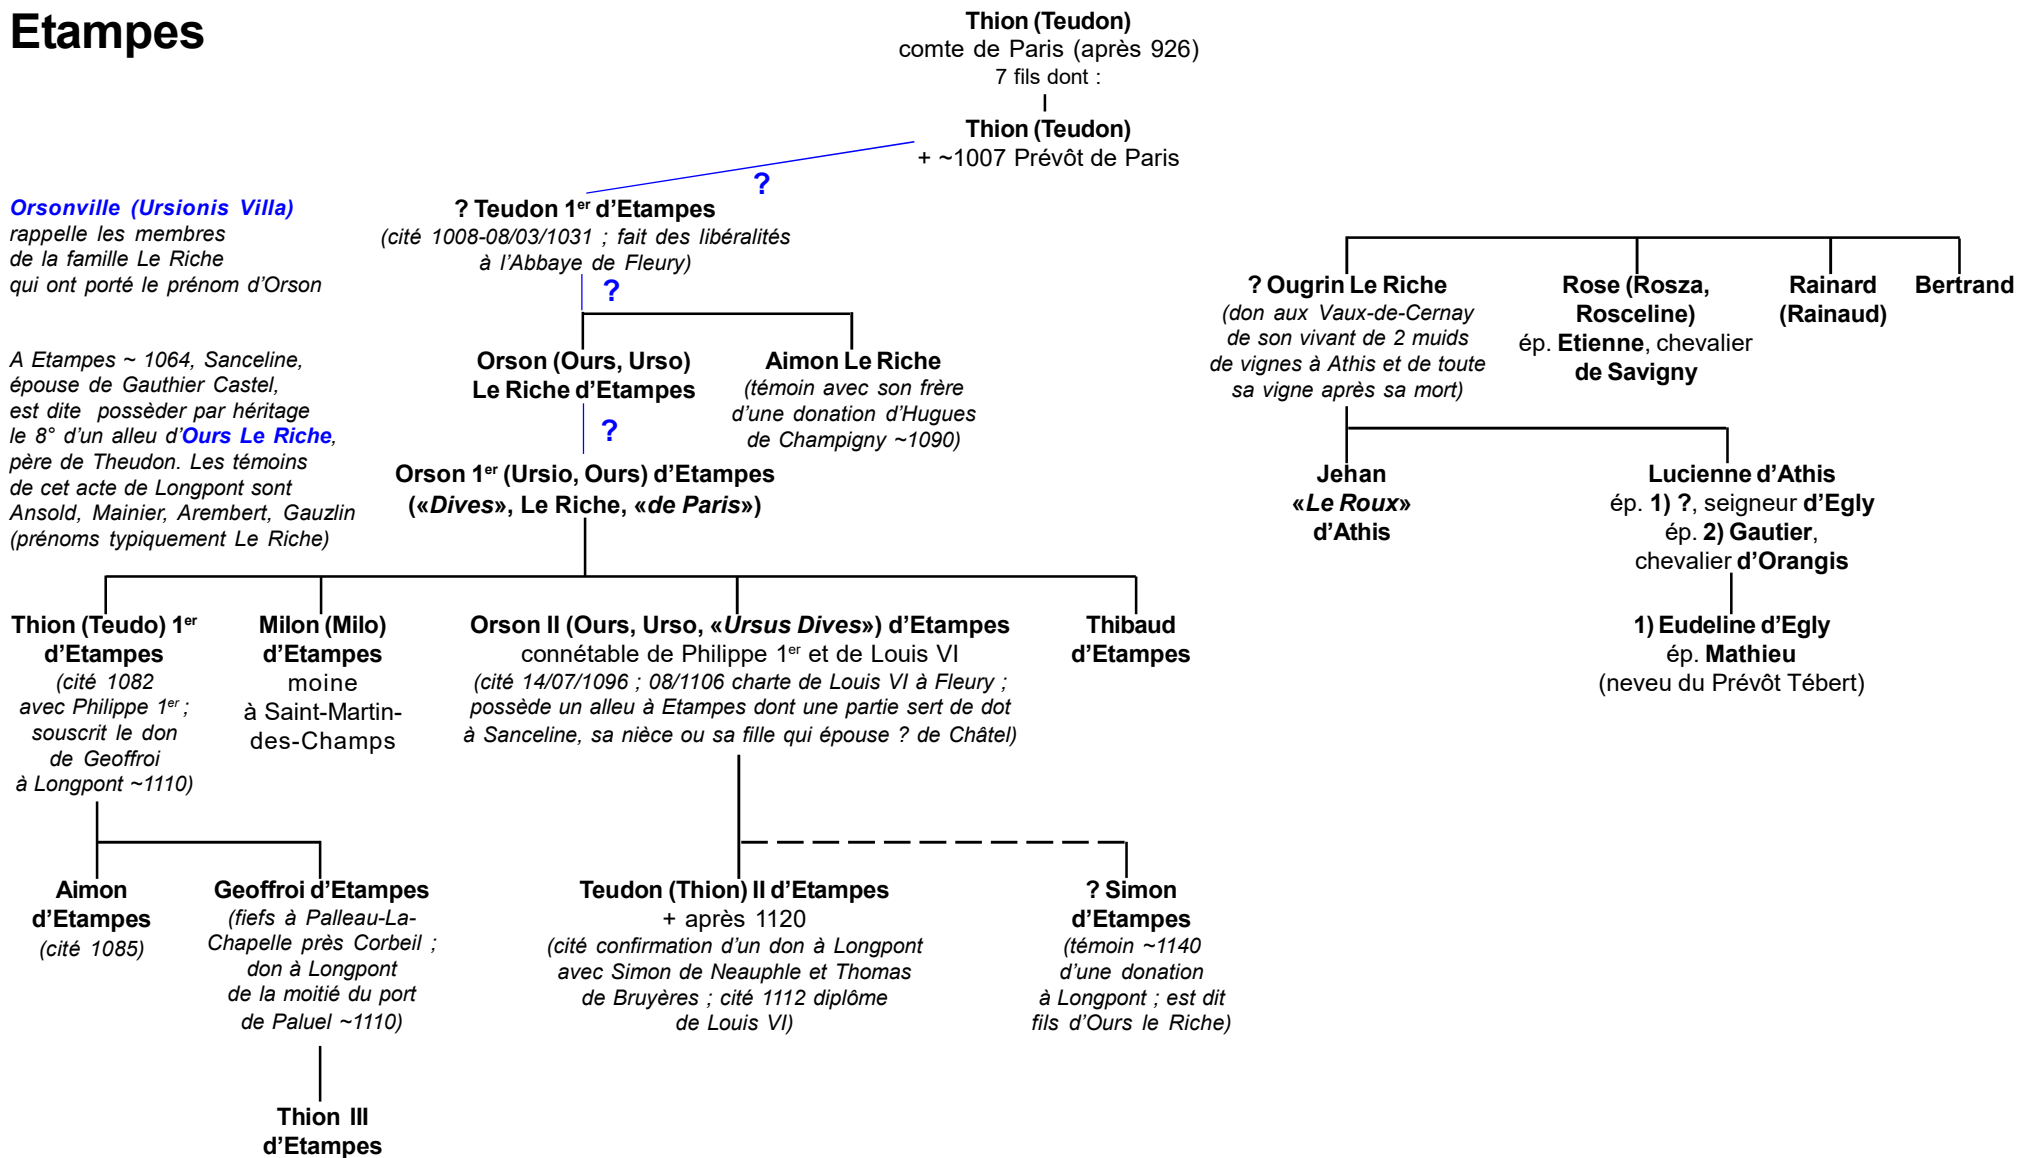 Etampes
Thion (Teudon)
comte de Paris (après 926)
7 fils dont :
Thion (Teudon)
+ ~1007 Prévôt de Paris
?
Orsonville (Ursionis Villa)
rappelle les membres
de la famille Le Riche
qui ont porté le prénom d'Orson
? Teudon 1er d'Etampes
(cité 1008-08/03/1031 ; fait des libéralités
à l'Abbaye de Fleury)
?
? Ougrin Le Riche
(don aux Vaux-de-Cernay
de son vivant de 2 muids
de vignes à Athis et de toute
sa vigne après sa mort)
Rose (Rosza,
Rosceline)
ép. Etienne, chevalier
de Savigny
Rainard
(Rainaud)
Bertrand
A Etampes ~ 1064, Sanceline,
épouse de Gauthier Castel,
est dite possèder par héritage
le 8° d'un alleu d'Ours Le Riche,
père de Theudon. Les témoins
de cet acte de Longpont sont
Ansold, Mainier, Arembert, Gauzlin
(prénoms typiquement Le Riche)
Orson (Ours, Urso)
Le Riche d'Etampes
Aimon Le Riche
(témoin avec son frère
d'une donation d'Hugues
de Champigny ~1090)
?
Orson 1er (Ursio, Ours) d'Etampes
(«Dives», Le Riche, «de Paris»)
Jehan
«Le Roux»
d'Athis
Lucienne d'Athis
ép. 1) ?, seigneur d'Egly
ép. 2) Gautier,
chevalier d'Orangis
Thion (Teudo) 1er
d'Etampes
(cité 1082
avec Philippe 1er ;
souscrit le don
de Geoffroi
à Longpont ~1110)
Milon (Milo)
d'Etampes
moine
à Saint-Martin-
des-Champs
Orson II (Ours, Urso, «Ursus Dives») d'Etampes
connétable de Philippe 1er et de Louis VI
(cité 14/07/1096 ; 08/1106 charte de Louis VI à Fleury ;
possède un alleu à Etampes dont une partie sert de dot
à Sanceline, sa nièce ou sa fille qui épouse ? de Châtel)
Thibaud
d'Etampes
1) Eudeline d'Egly
ép. Mathieu
(neveu du Prévôt Tébert)
Aimon
d'Etampes
(cité 1085)
Geoffroi d'Etampes
(fiefs à Palleau-La-
Chapelle près Corbeil ;
don à Longpont
de la moitié du port
de Paluel ~1110)
Teudon (Thion) II d'Etampes
+ après 1120
(cité confirmation d'un don à Longpont
avec Simon de Neauphle et Thomas
de Bruyères ; cité 1112 diplôme
de Louis VI)
? Simon
d'Etampes
(témoin ~1140
d'une donation
à Longpont ; est dit
fils d'Ours le Riche)
Thion III
d'Etampes